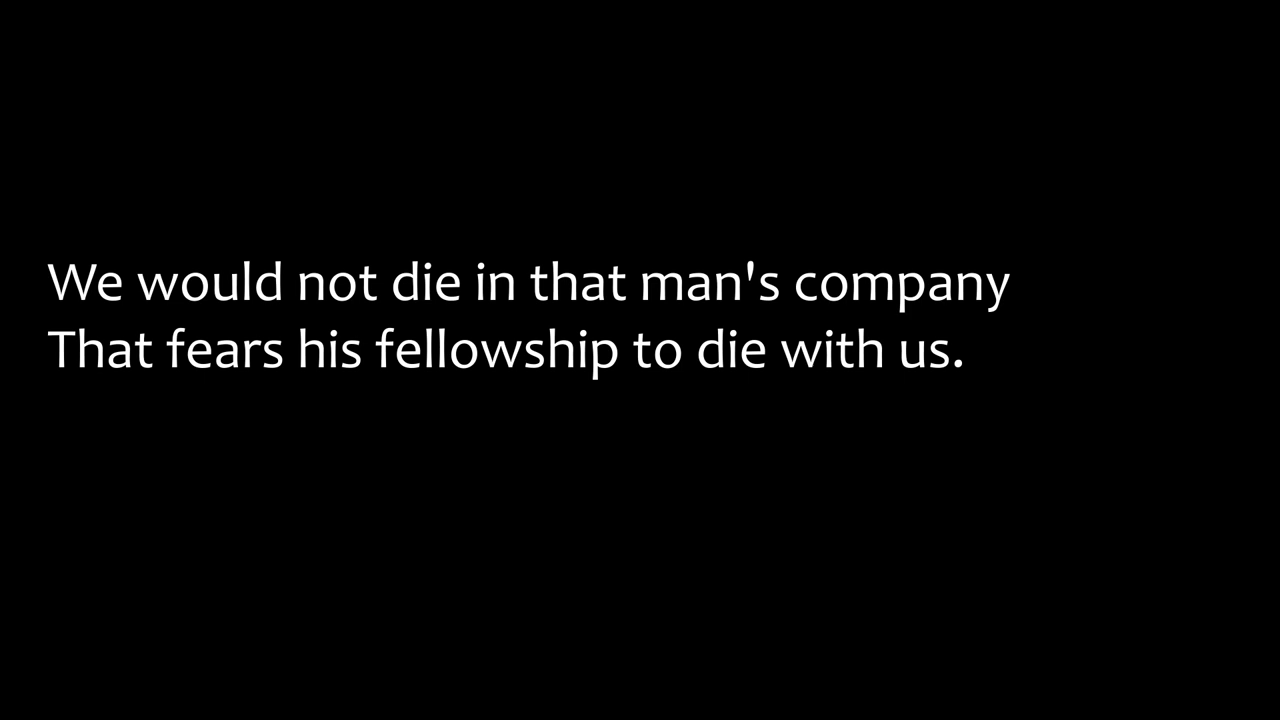 We would not die in that man's company
That fears his fellowship to die with us.